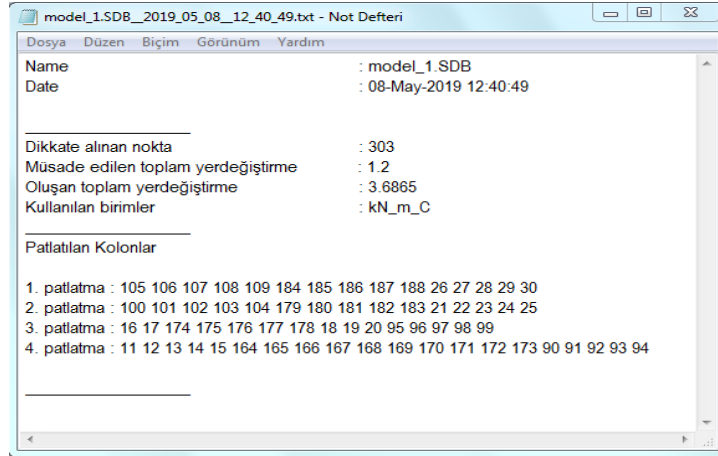 model_1.SDB__2019_05_08__12_40_49.txt - Not Defteri
Dosya Düzen Biçim Görünüm Yardım
Name : model_1.SDB
Date : 08-May-2019 12:40:49
Dikkate alınan nokta : 303
Müsade edilen toplam yerdeğiştirme : 1.2
Oluşan toplam yerdeğiştirme : 3.6865
Kullanılan birimler : kN_m_C
Patlatılan Kolonlar
1. patlatma : 105 106 107 108 109 184 185 186 187 188 26 27 28 29 30
2. patlatma : 100 101 102 103 104 179 180 181 182 183 21 22 23 24 25
3. patlatma : 16 17 174 175 176 177 178 18 19 20 95 96 97 98 99
4. patlatma : 11 12 13 14 15 164 165 166 167 168 169 170 171 172 173 90 91 92 93 94